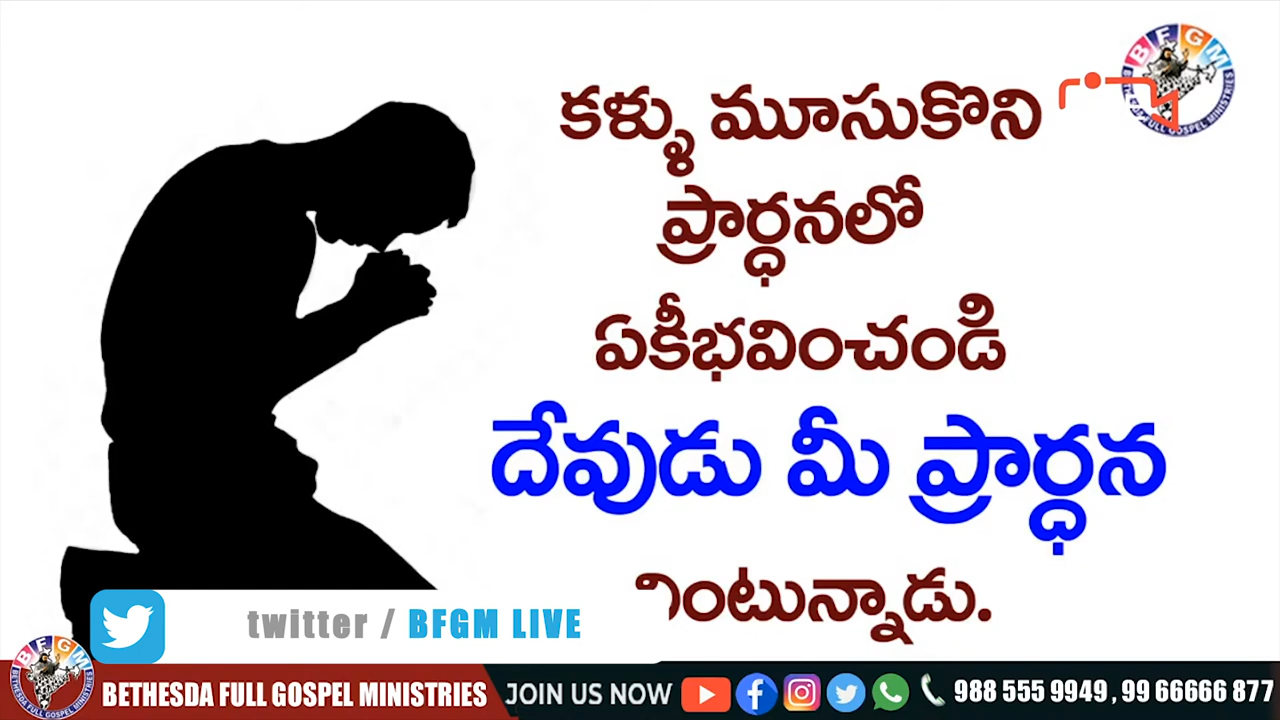 కళ్ళు మూసుకొని
ప్రార్ధనలో
ఏకీభవించండి
దేవుడు మీ ప్రార్ధన
వింటున్నాడు.
twitter / BFGM LIVE
BFGM
BETHESDA FULL GOSPEL MINISTRIES
JOIN US NOW
988 555 9949 , 99 66666 877